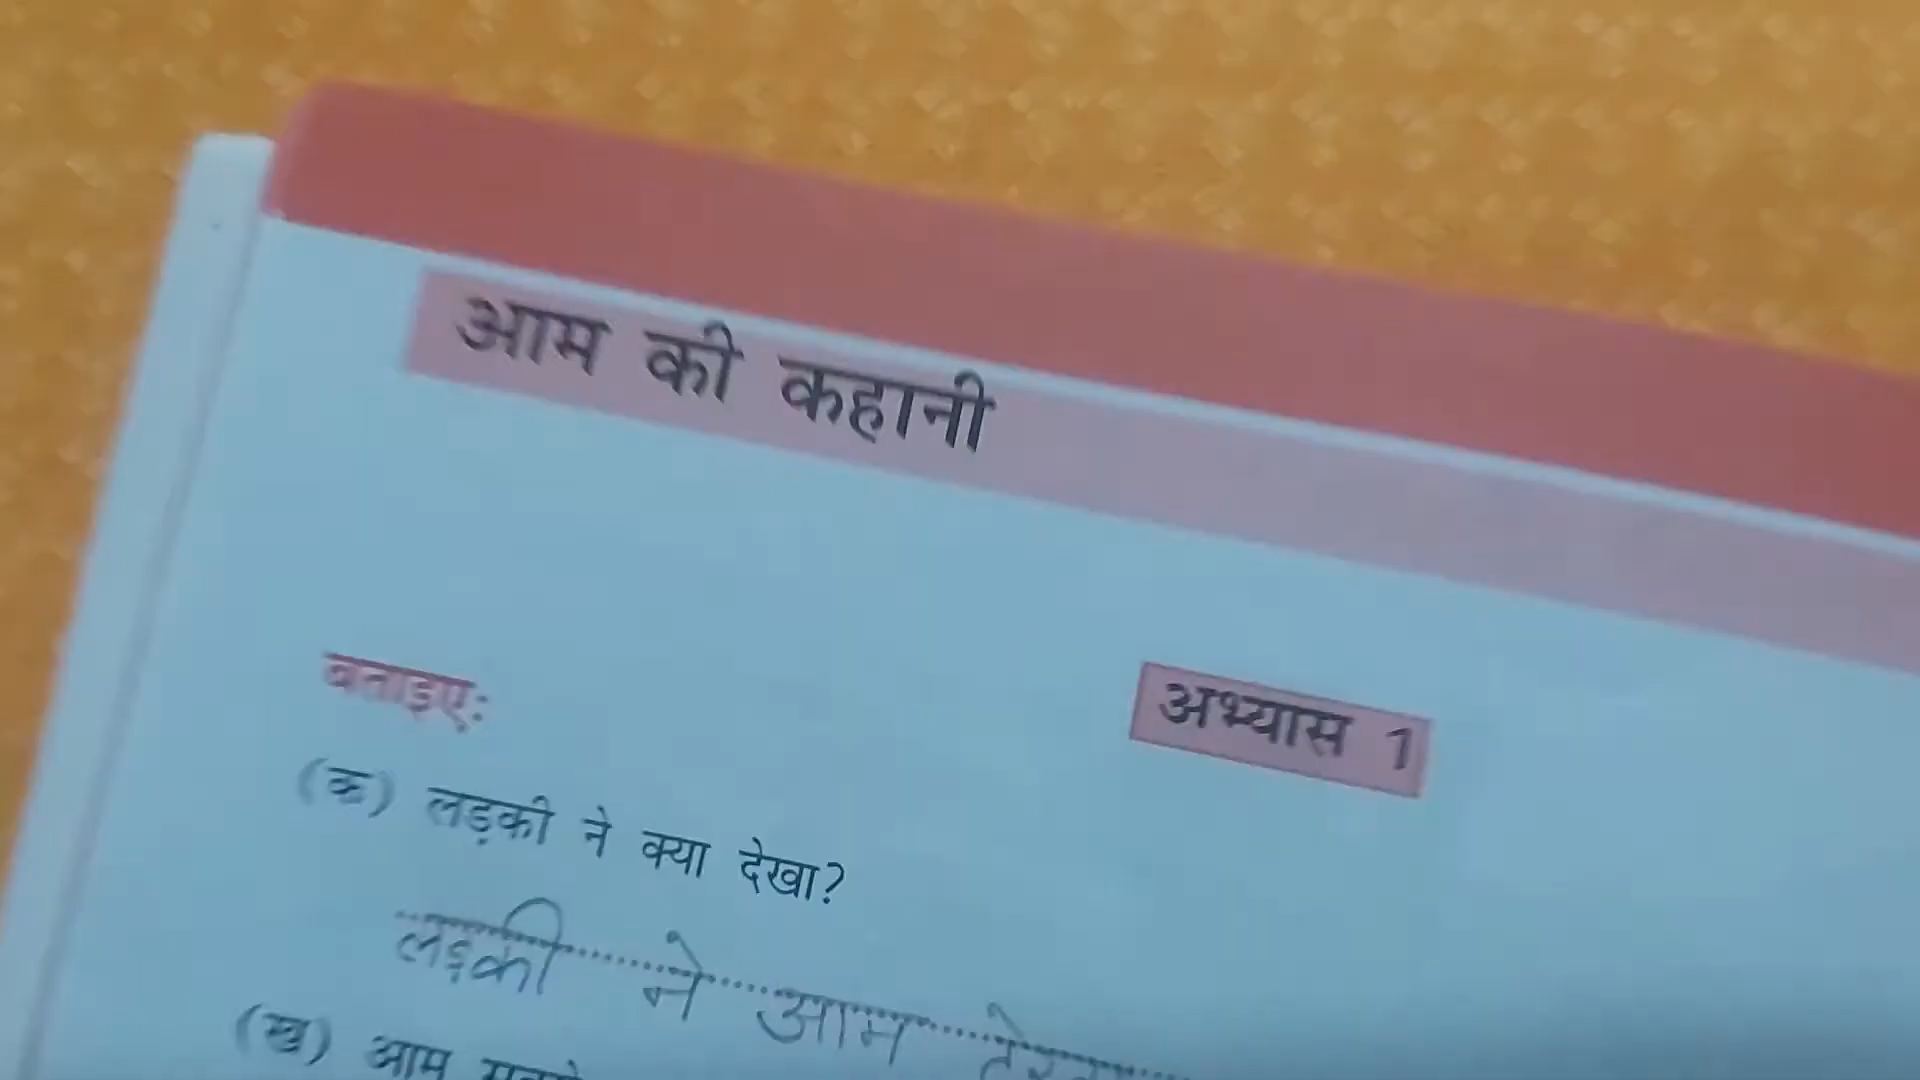 आम की कहानी
अभ्यास 1
बताइए:
(क) लड़की ने क्या देखा?
लड़की ने आम
(ख) आम